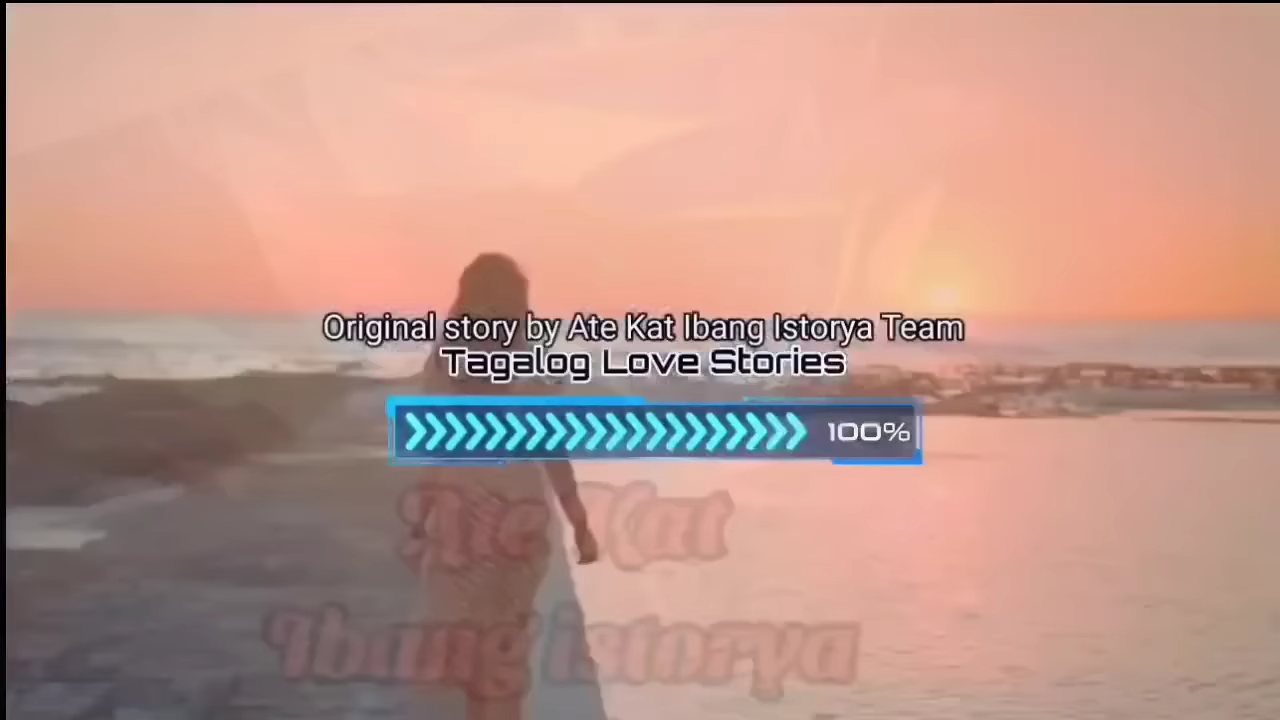 Original story by Ate Kat Ibang Istorya Team
Tagalog Love Stories
100%
Ate Kat
Ibang istorya